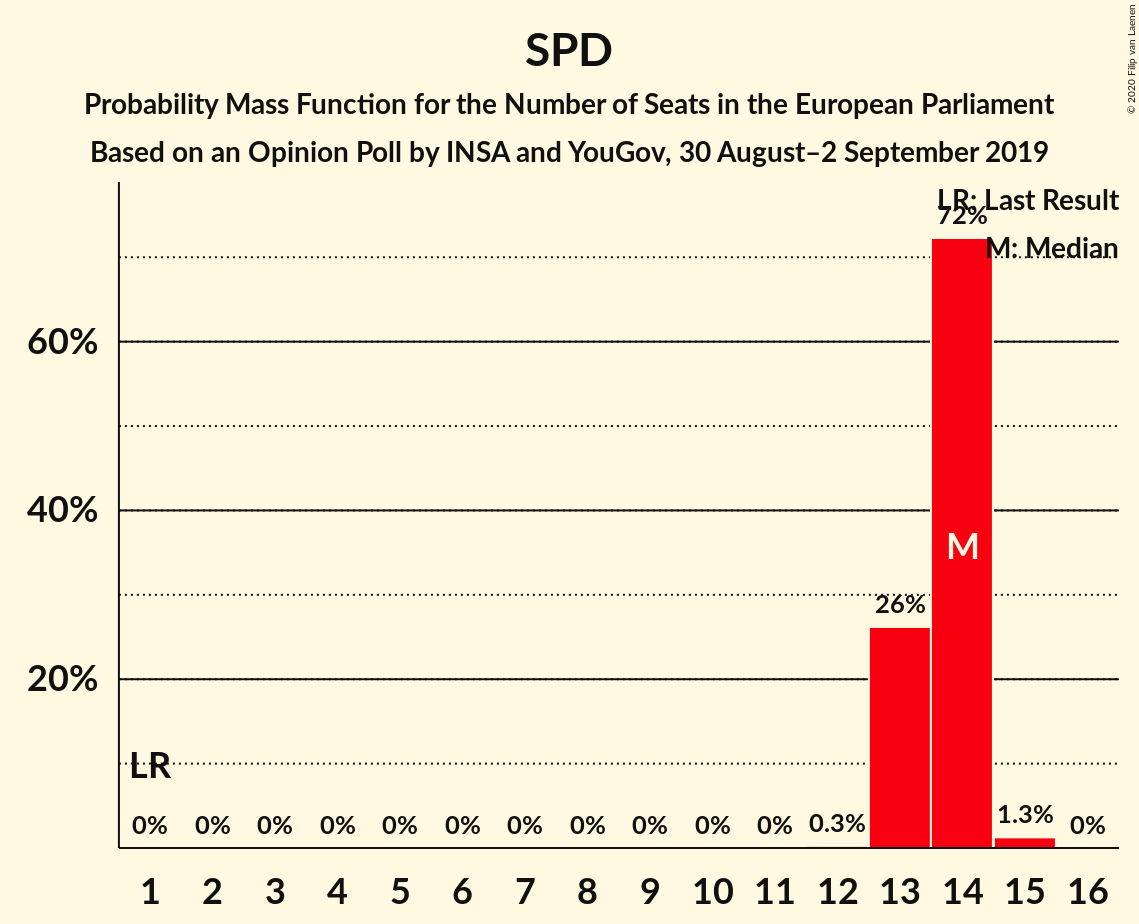 SPD
Probability Mass Function for the Number of Seats in the European Parliament
Based on an Opinion Poll by INSA and YouGov, 30 August–2 September 2019
© 2020 Filip van Laenen
LR: Last Result
M: Median
72%
60%
40%
M
26%
20%
LR
0% 0% 0% 0% 0% 0% 0% 0% 0% 0% 0% 0.3% 1.3% 0%
1 2 3 4 5 6 7 8 9 10 11 12 13 14 15 16